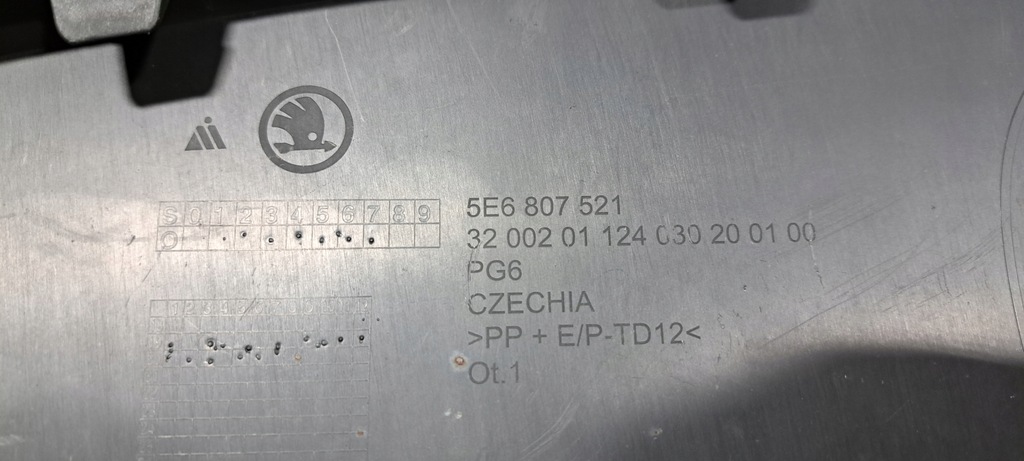 S 0 1 2 3 4 5 6 7 8 9
O
5E6 807 521
32 002 01 124 030 20 01 00
PG6
CZECHIA
>PP + E/P-TD12<
Ot.1